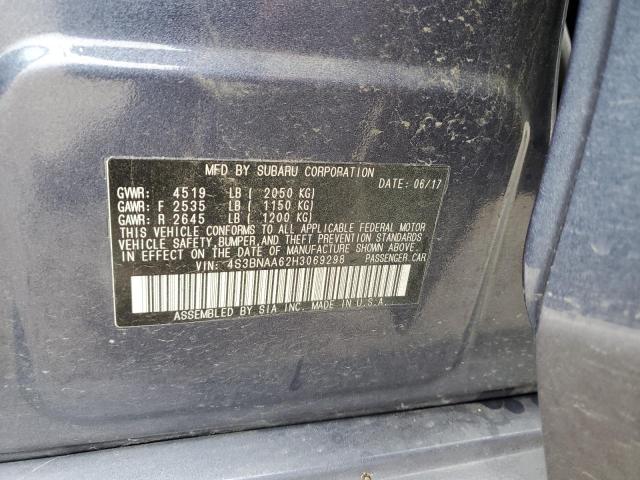 MFD BY SUBARU CORPORATION
DATE: 06/17
GVWR: 4519 LB ( 2050 KG)
GAWR: F 2535 LB ( 1150 KG)
GAWR: R 2645 LB ( 1200 KG)
THIS VEHICLE CONFORMS TO ALL APPLICABLE FEDERAL MOTOR
VEHICLE SAFETY, BUMPER, AND THEFT PREVENTION STANDARDS
IN EFFECT ON THE DATE OF MANUFACTURE SHOWN ABOVE.
VIN: 4S3BNAA62H3069298 PASSENGER CAR
ASSEMBLED BY SIA INC. MADE IN U.S.A.